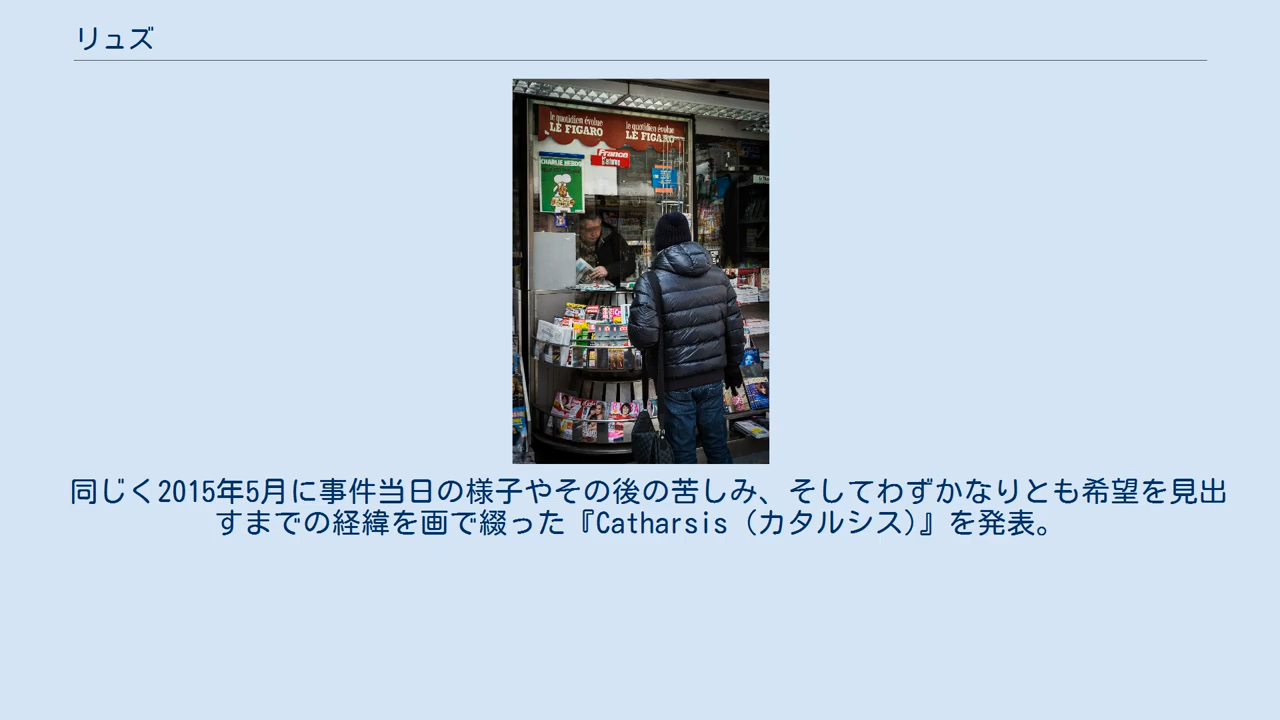 リュズ
le quotidien évolue
LE FIGARO
le quotidien évolue
LE FIGARO
France
CHARLIE HEBDO
同じく2015年5月に事件当日の様子やその後の苦しみ、そしてわずかなりとも希望を見出
すまでの経緯を画で綴った『Catharsis (カタルシス)』を発表。